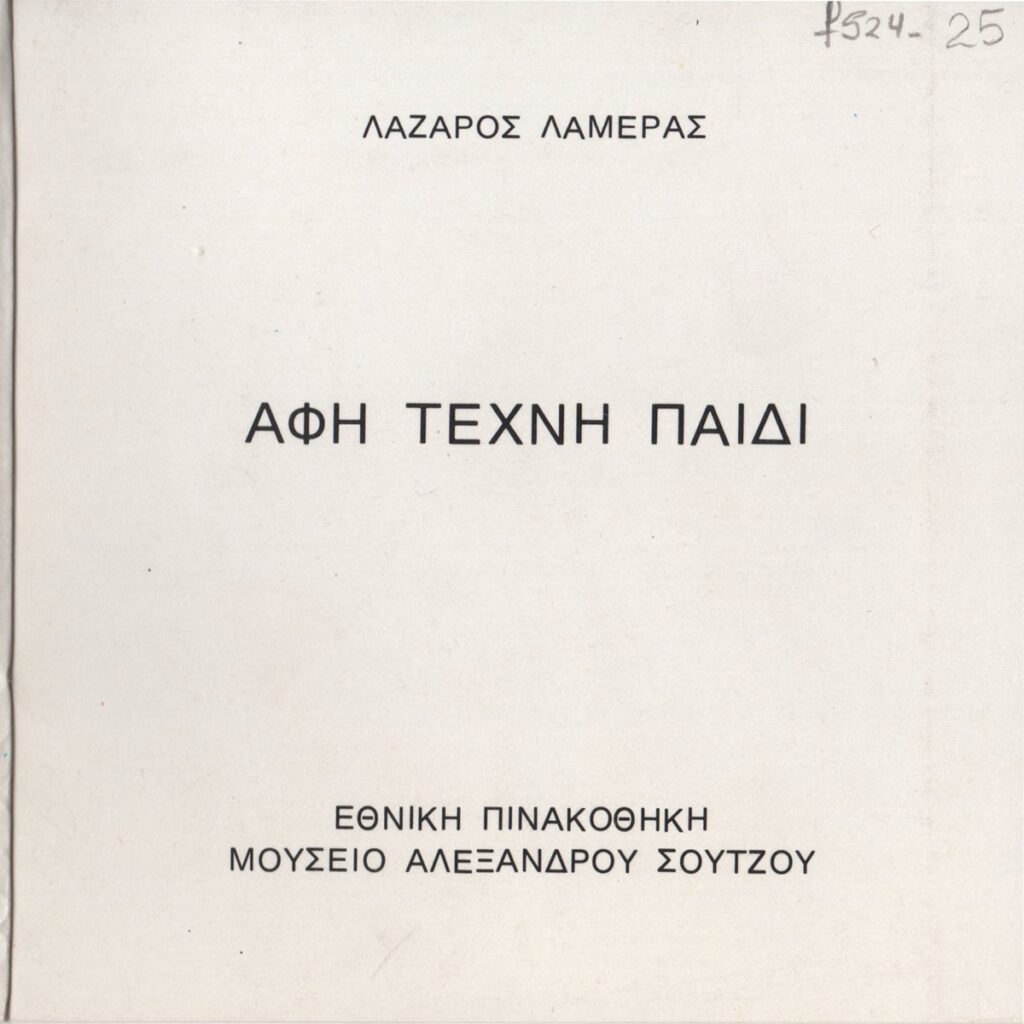 f524- 25
ΛΑΖΑΡΟΣ ΛΑΜΕΡΑΣ
ΑΦΗ ΤΕΧΝΗ ΠΑΙΔΙ
ΕΘΝΙΚΗ ΠΙΝΑΚΟΘΗΚΗ
ΜΟΥΣΕΙΟ ΑΛΕΞΑΝΔΡΟΥ ΣΟΥΤΖΟΥ